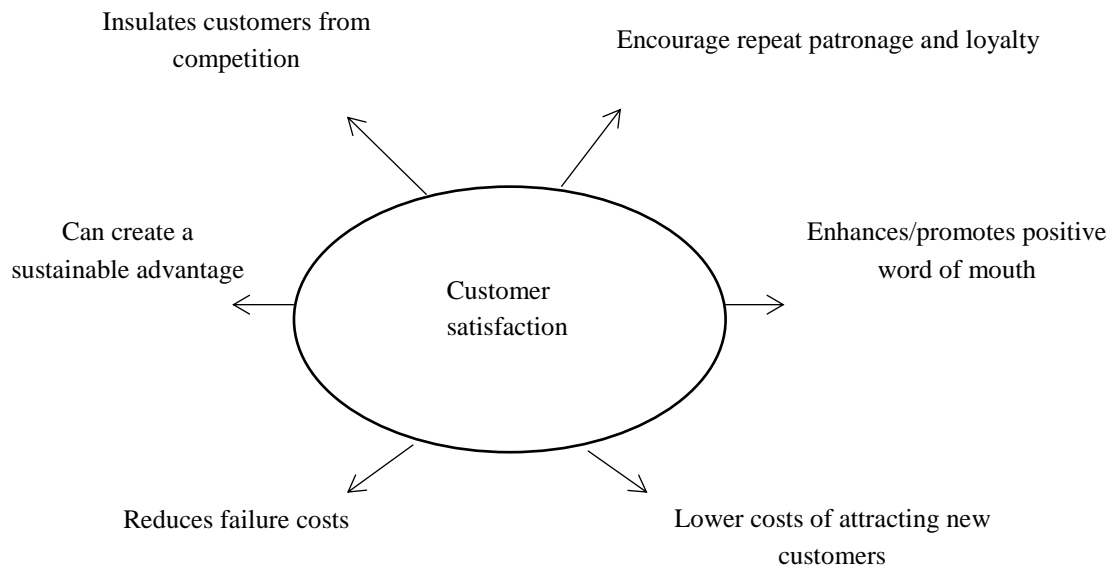 Insulates customers from
competition
Encourage repeat patronage and loyalty
Can create a
sustainable advantage
Enhances/promotes positive
word of mouth
Customer
satisfaction
Reduces failure costs
Lower costs of attracting new
customers